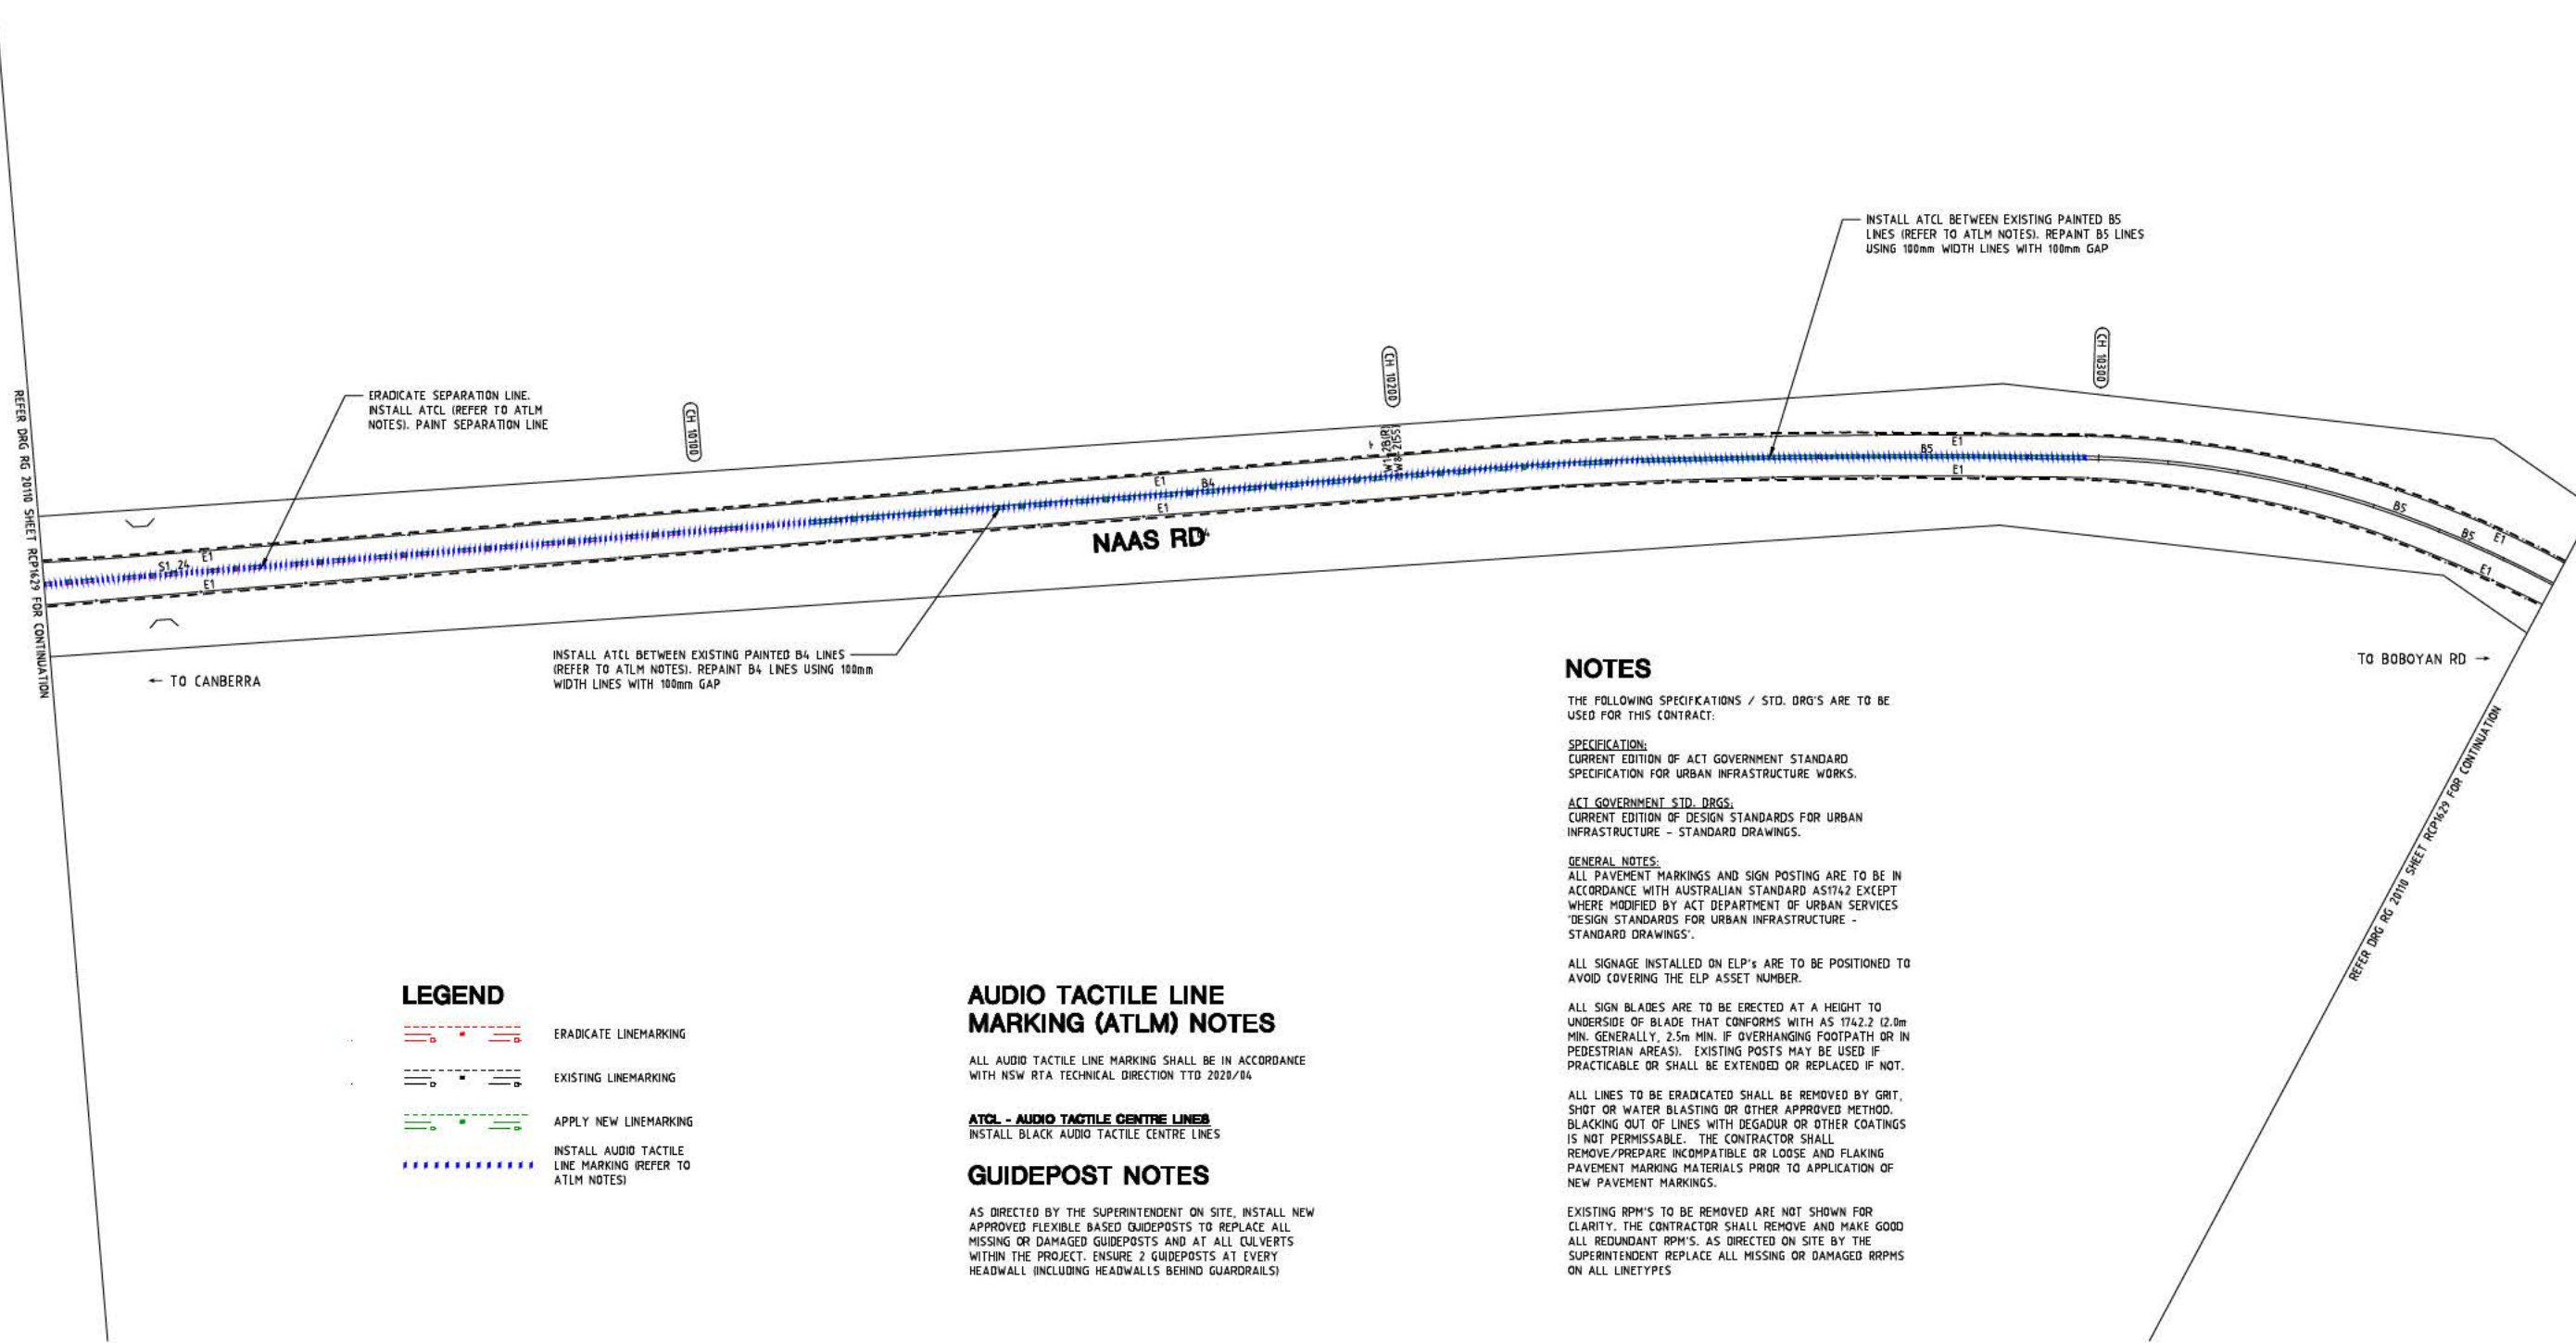 INSTALL ATCL BETWEEN EXISTING PAINTED B5
LINES (REFER TO ATLM NOTES). REPAINT B5 LINES
USING 100mm WIDTH LINES WITH 100mm GAP
CH 10300
CH 10200
CH 10100
ERADICATE SEPARATION LINE.
INSTALL ATCL (REFER TO ATLM
NOTES). PAINT SEPARATION LINE
REFER DRG RG 20110 SHEET RCP1629 FOR CONTINUATION
E1
S1_24
E1
E1
B4
E1
E1
B5
E1
B5
B5
E1
E1
NAAS RD
INSTALL ATCL BETWEEN EXISTING PAINTED B4 LINES
(REFER TO ATLM NOTES). REPAINT B4 LINES USING 100mm
WIDTH LINES WITH 100mm GAP
← TO CANBERRA
TO BOBOYAN RD →
REFER DRG RG 20110 SHEET RCP1629 FOR CONTINUATION
LEGEND
ERADICATE LINEMARKING
EXISTING LINEMARKING
APPLY NEW LINEMARKING
INSTALL AUDIO TACTILE
LINE MARKING (REFER TO
ATLM NOTES)
AUDIO TACTILE LINE
MARKING (ATLM) NOTES
ALL AUDIO TACTILE LINE MARKING SHALL BE IN ACCORDANCE
WITH NSW RTA TECHNICAL DIRECTION TTD 2020/04
ATCL - AUDIO TACTILE CENTRE LINES
INSTALL BLACK AUDIO TACTILE CENTRE LINES
GUIDEPOST NOTES
AS DIRECTED BY THE SUPERINTENDENT ON SITE, INSTALL NEW
APPROVED FLEXIBLE BASED GUIDEPOSTS TO REPLACE ALL
MISSING OR DAMAGED GUIDEPOSTS AND AT ALL CULVERTS
WITHIN THE PROJECT. ENSURE 2 GUIDEPOSTS AT EVERY
HEADWALL (INCLUDING HEADWALLS BEHIND GUARDRAILS)
NOTES
THE FOLLOWING SPECIFICATIONS / STD. DRG'S ARE TO BE
USED FOR THIS CONTRACT:
SPECIFICATION:
CURRENT EDITION OF ACT GOVERNMENT STANDARD
SPECIFICATION FOR URBAN INFRASTRUCTURE WORKS.
ACT GOVERNMENT STD. DRGS:
CURRENT EDITION OF DESIGN STANDARDS FOR URBAN
INFRASTRUCTURE - STANDARD DRAWINGS.
GENERAL NOTES:
ALL PAVEMENT MARKINGS AND SIGN POSTING ARE TO BE IN
ACCORDANCE WITH AUSTRALIAN STANDARD AS1742 EXCEPT
WHERE MODIFIED BY ACT DEPARTMENT OF URBAN SERVICES
'DESIGN STANDARDS FOR URBAN INFRASTRUCTURE -
STANDARD DRAWINGS'.
ALL SIGNAGE INSTALLED ON ELP's ARE TO BE POSITIONED TO
AVOID COVERING THE ELP ASSET NUMBER.
ALL SIGN BLADES ARE TO BE ERECTED AT A HEIGHT TO
UNDERSIDE OF BLADE THAT CONFORMS WITH AS 1742.2 (2.0m
MIN. GENERALLY, 2.5m MIN. IF OVERHANGING FOOTPATH OR IN
PEDESTRIAN AREAS). EXISTING POSTS MAY BE USED IF
PRACTICABLE OR SHALL BE EXTENDED OR REPLACED IF NOT.
ALL LINES TO BE ERADICATED SHALL BE REMOVED BY GRIT,
SHOT OR WATER BLASTING OR OTHER APPROVED METHOD.
BLACKING OUT OF LINES WITH DEGADUR OR OTHER COATINGS
IS NOT PERMISSABLE. THE CONTRACTOR SHALL
REMOVE/PREPARE INCOMPATIBLE OR LOOSE AND FLAKING
PAVEMENT MARKING MATERIALS PRIOR TO APPLICATION OF
NEW PAVEMENT MARKINGS.
EXISTING RPM'S TO BE REMOVED ARE NOT SHOWN FOR
CLARITY. THE CONTRACTOR SHALL REMOVE AND MAKE GOOD
ALL REDUNDANT RPM'S. AS DIRECTED ON SITE BY THE
SUPERINTENDENT REPLACE ALL MISSING OR DAMAGED RRPMS
ON ALL LINETYPES